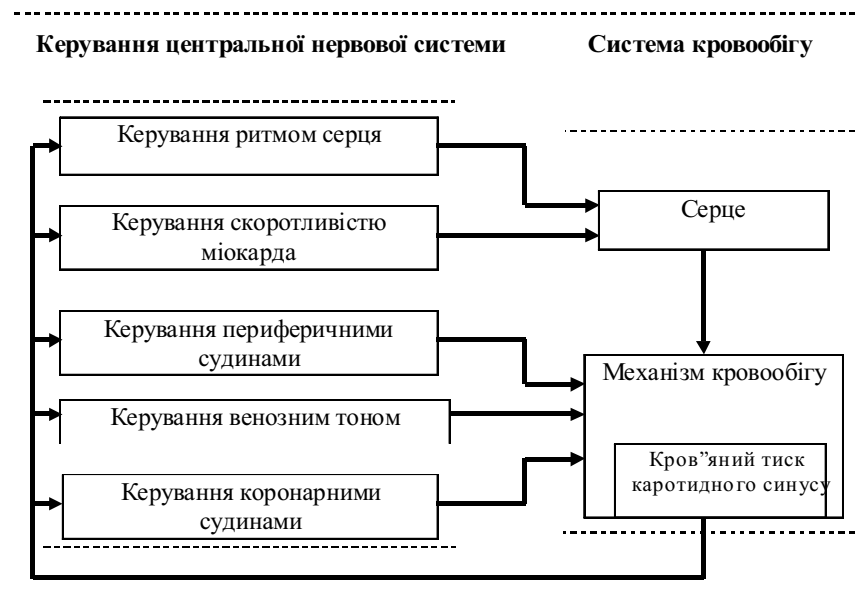 Керування центральної нервової системи
Система кровообігу
Керування ритмом серця
Керування скоротливістю
міокарда
Серце
Керування периферичними
судинами
Механізм кровообігу
Керування венозним тоном
Кров”яний тиск
каротидного синусу
Керування коронарними
судинами